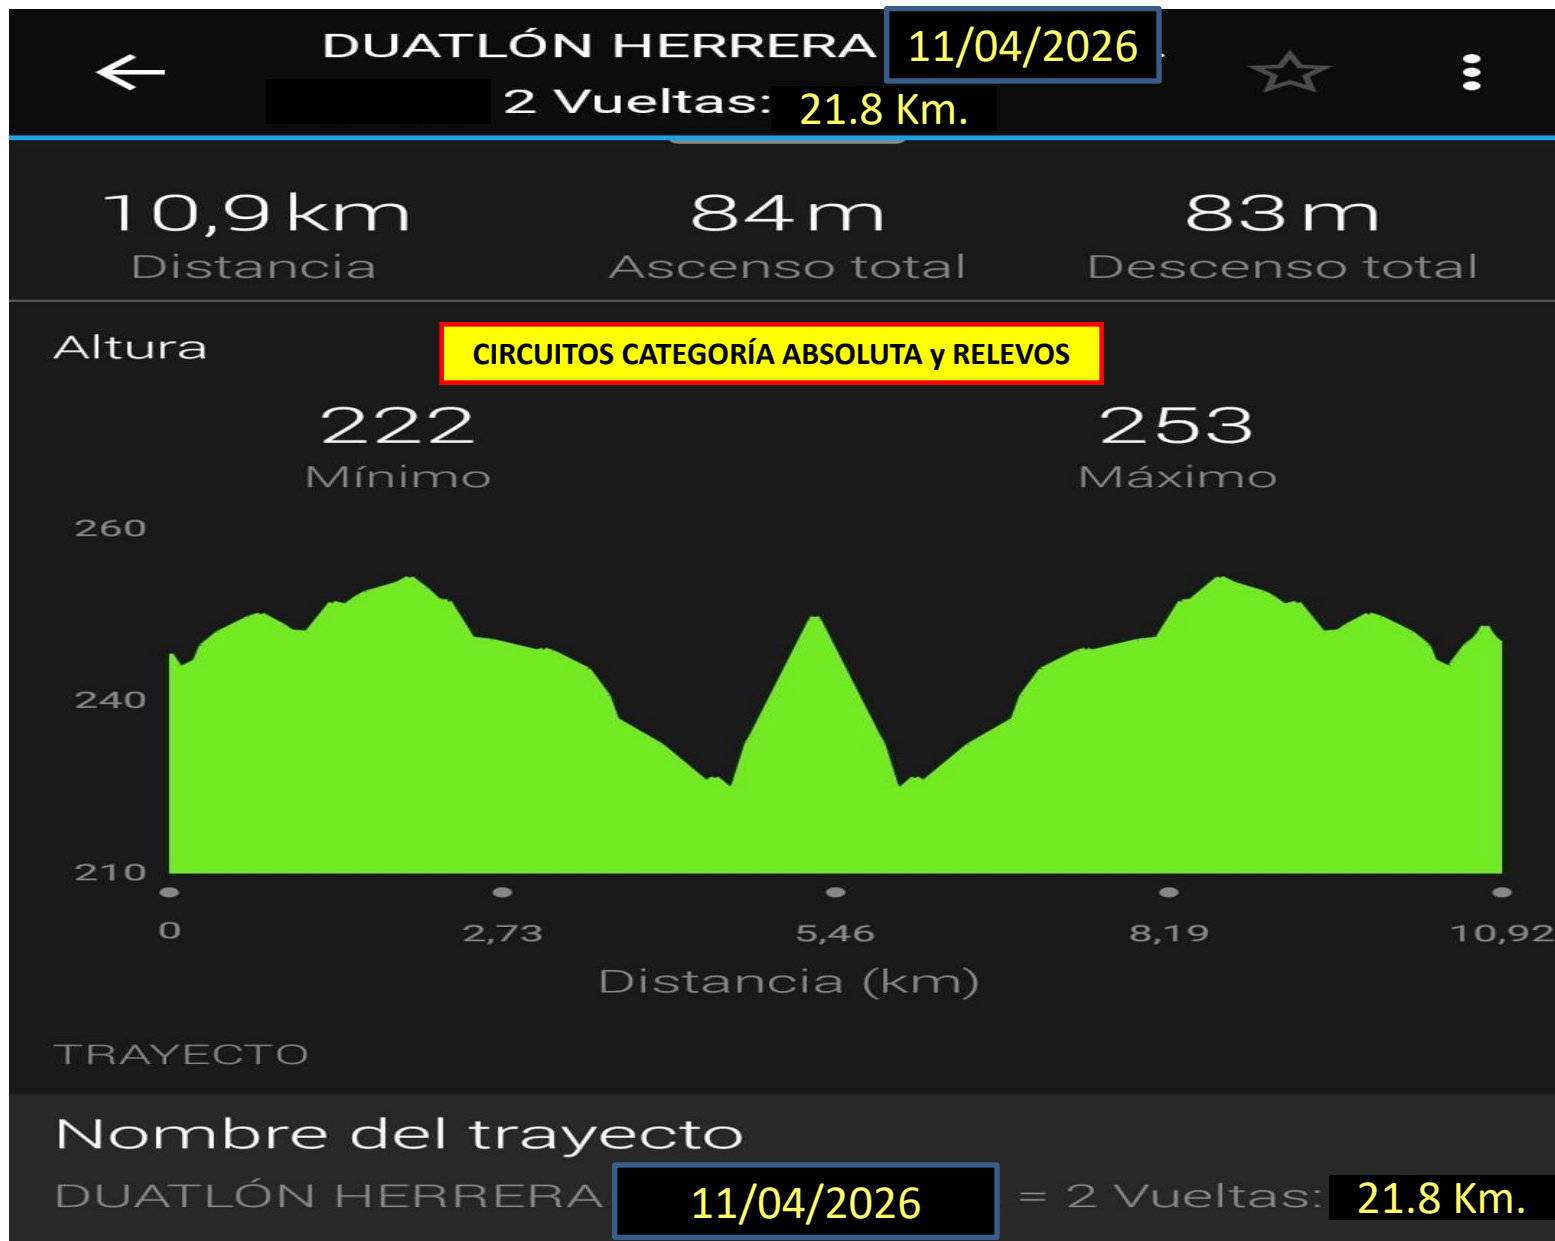 DUATLÓN HERRERA 11/04/2026
2 Vueltas: 21.8 Km.
10,9 km 84 m 83 m
Distancia Ascenso total Descenso total
Altura
CIRCUITOS CATEGORÍA ABSOLUTA y RELEVOS
222 253
Mínimo Máximo
260
240
210
0 2,73 5,46 8,19 10,92
Distancia (km)
TRAYECTO
Nombre del trayecto
DUATLÓN HERRERA 11/04/2026 = 2 Vueltas: 21.8 Km.